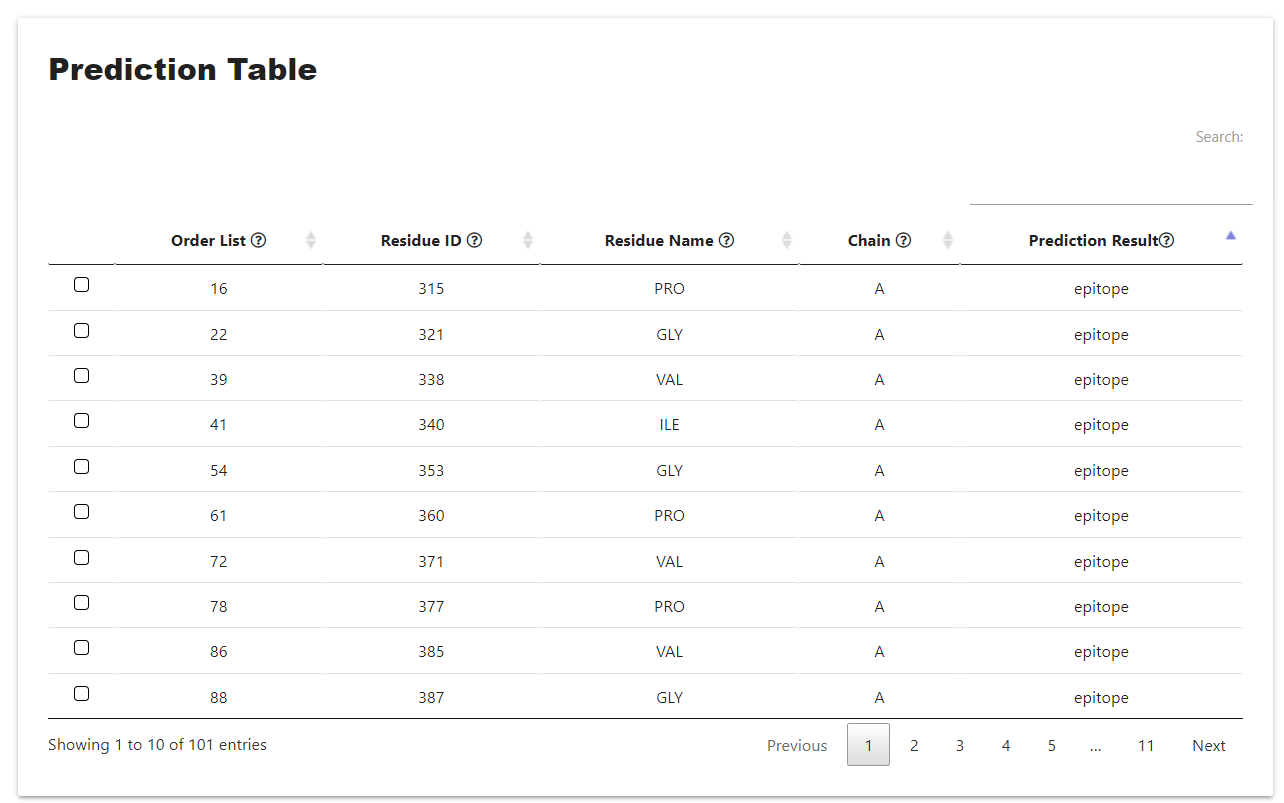 Prediction Table
Search:
Order List ? Residue ID ? Residue Name ? Chain ? Prediction Result?
16 315 PRO A epitope
22 321 GLY A epitope
39 338 VAL A epitope
41 340 ILE A epitope
54 353 GLY A epitope
61 360 PRO A epitope
72 371 VAL A epitope
78 377 PRO A epitope
86 385 VAL A epitope
88 387 GLY A epitope
Showing 1 to 10 of 101 entries Previous 1 2 3 4 5 ... 11 Next